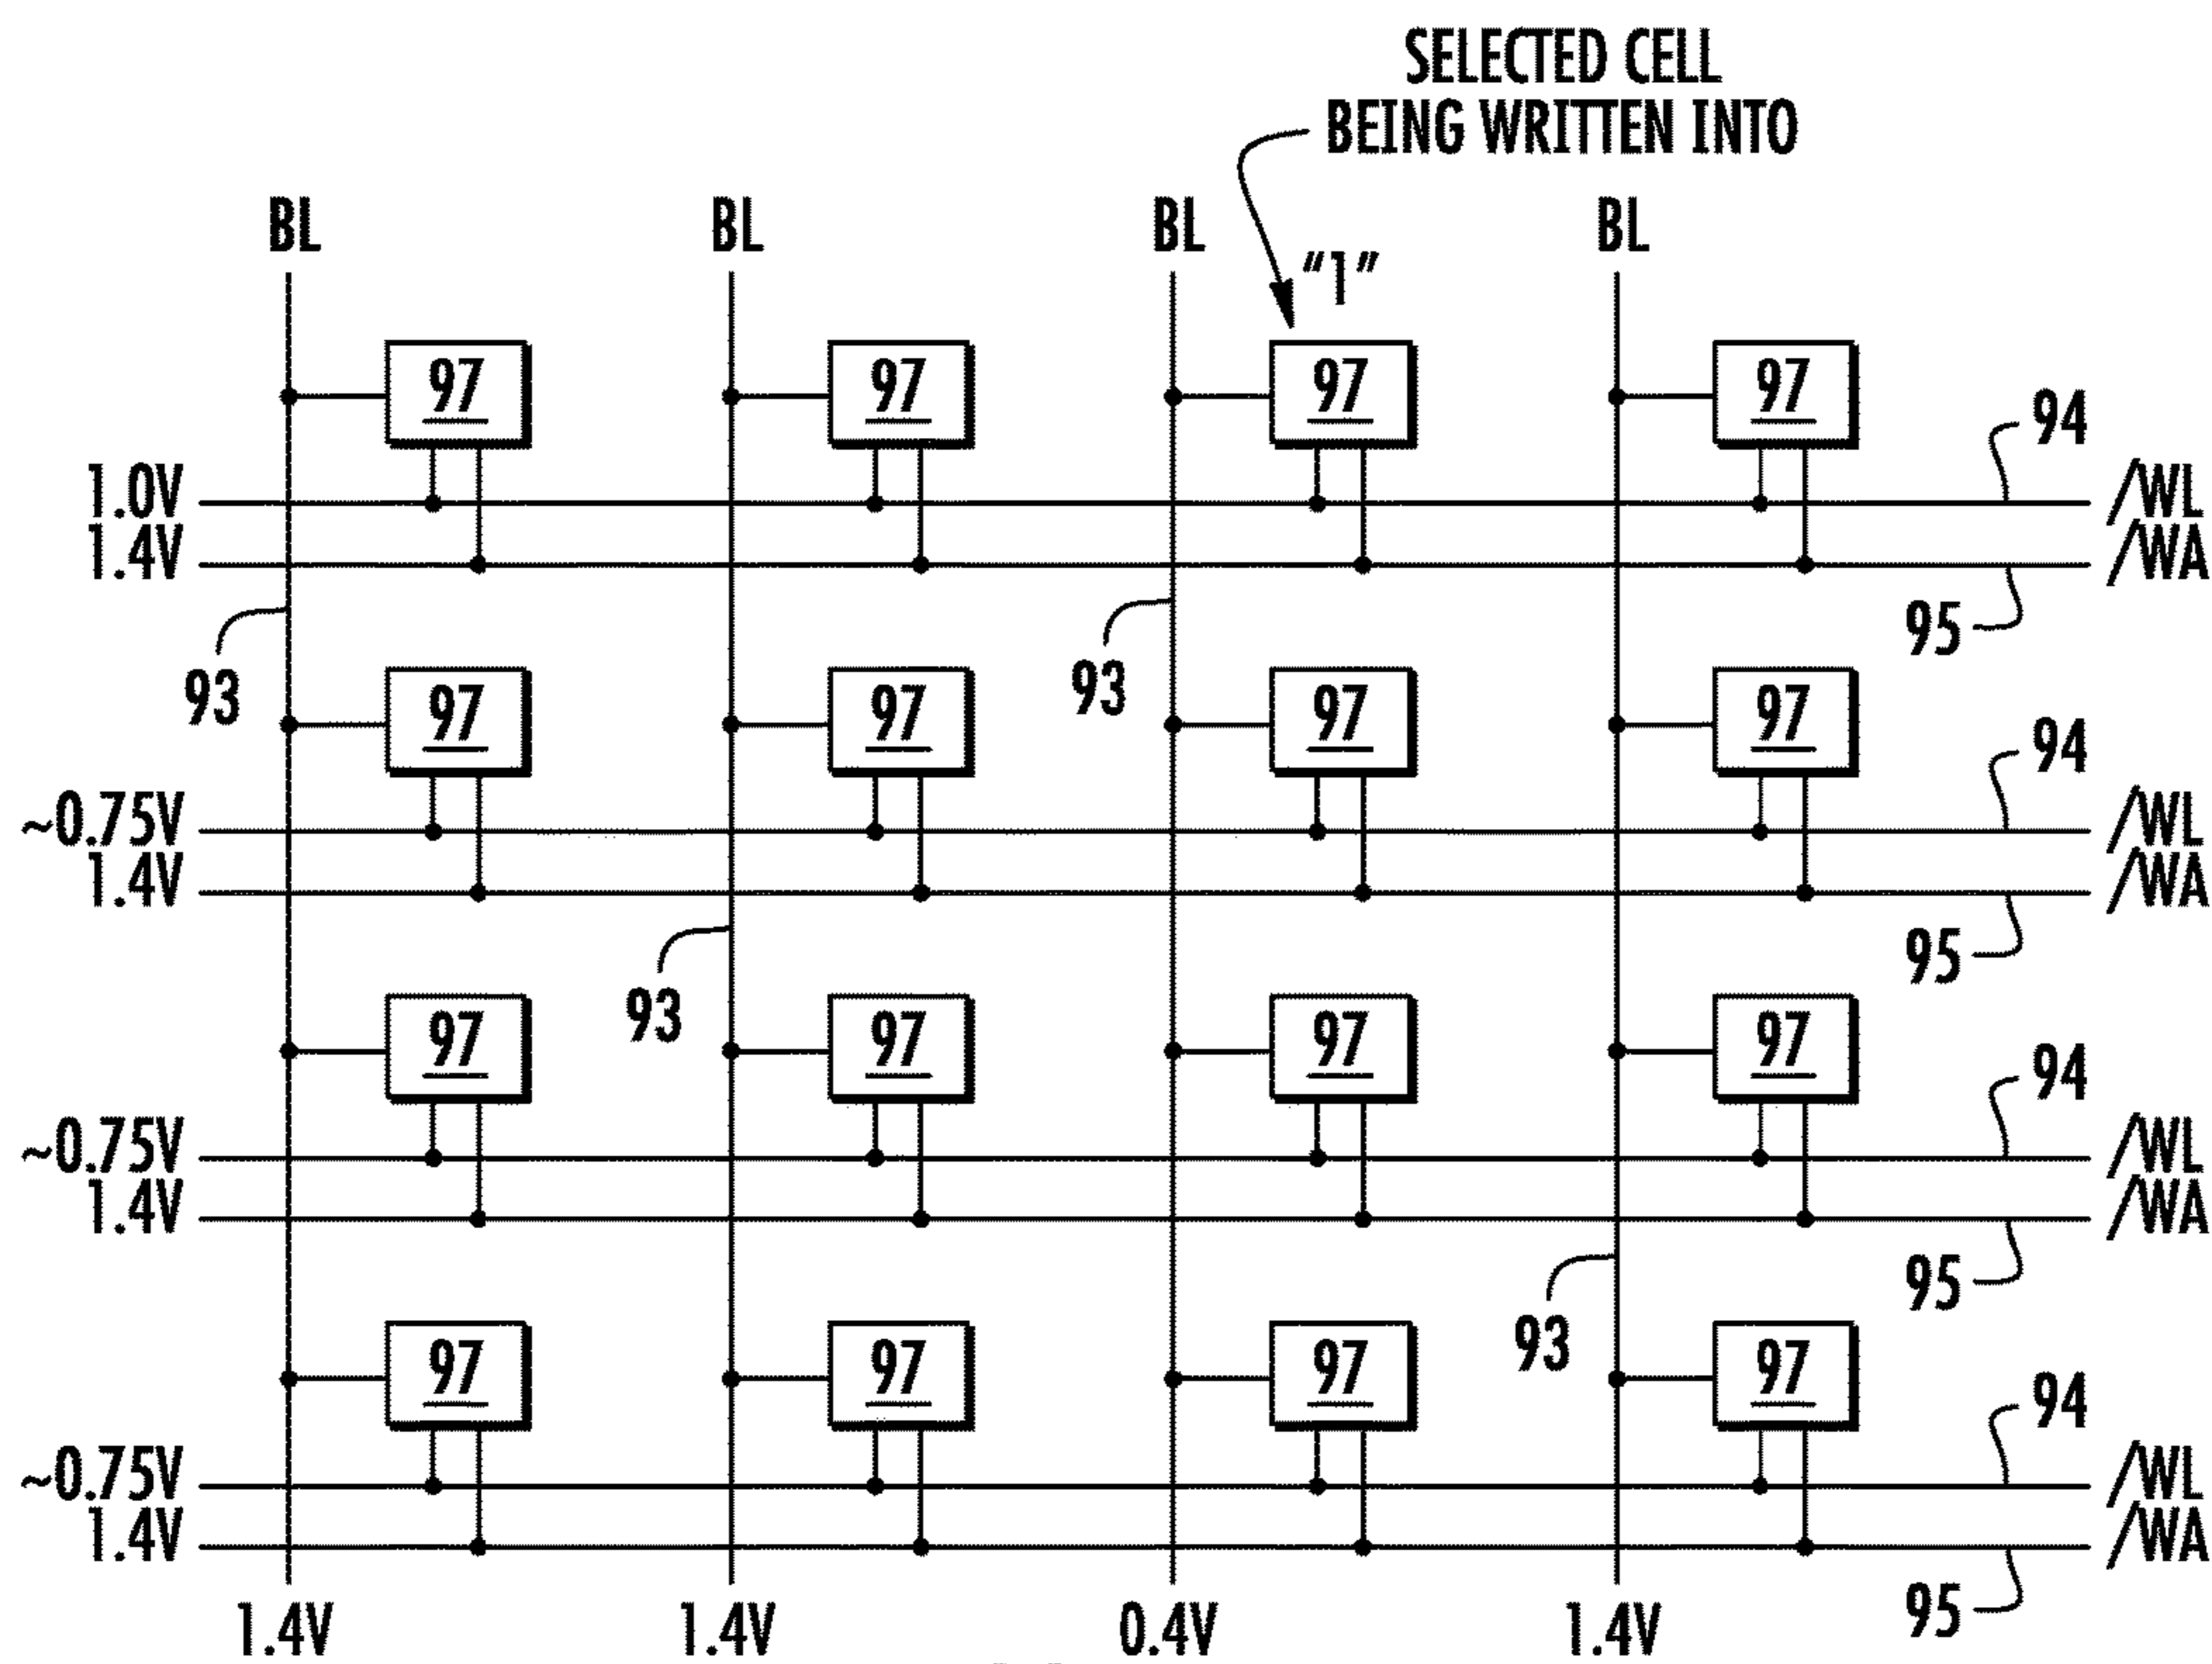 SELECTED CELL
BEING WRITTEN INTO
BL BL BL BL
"1"
97 97 97 97
94
1.0V /WL
1.4V /WA
95
93 93
97 97 97 97
94
~0.75V /WL
1.4V /WA
95
93
97 97 97 97
94
~0.75V /WL
1.4V /WA
95
93
97 97 97 97
94
~0.75V /WL
1.4V /WA
95
1.4V 1.4V 0.4V 1.4V